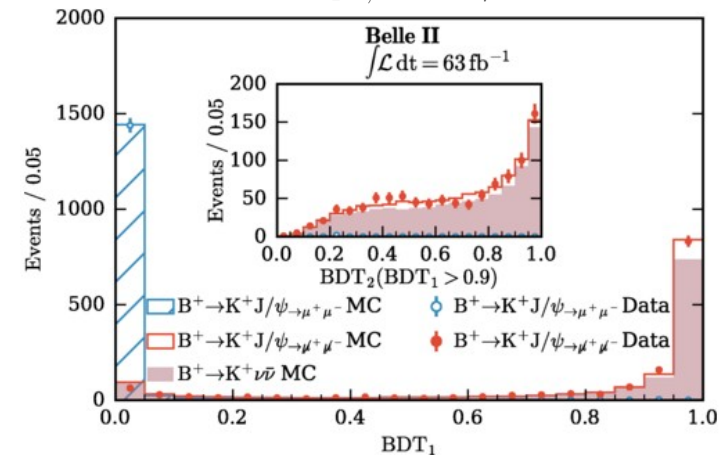 2000
1500
1000
500
0
Events / 0.05
Belle II
∫ℒ dt = 63 fb⁻¹
200
150
100
50
0
Events / 0.05
0.0 0.2 0.4 0.6 0.8 1.0
BDT₂(BDT₁ > 0.9)
B⁺→K⁺J/ψ→μ⁺μ⁻ MC
B⁺→K⁺J/ψ→μ̸⁺μ̸⁻ MC
B⁺→K⁺νν̄ MC
B⁺→K⁺J/ψ→μ⁺μ⁻ Data
B⁺→K⁺J/ψ→μ̸⁺μ̸⁻ Data
0.0 0.2 0.4 0.6 0.8 1.0
BDT₁